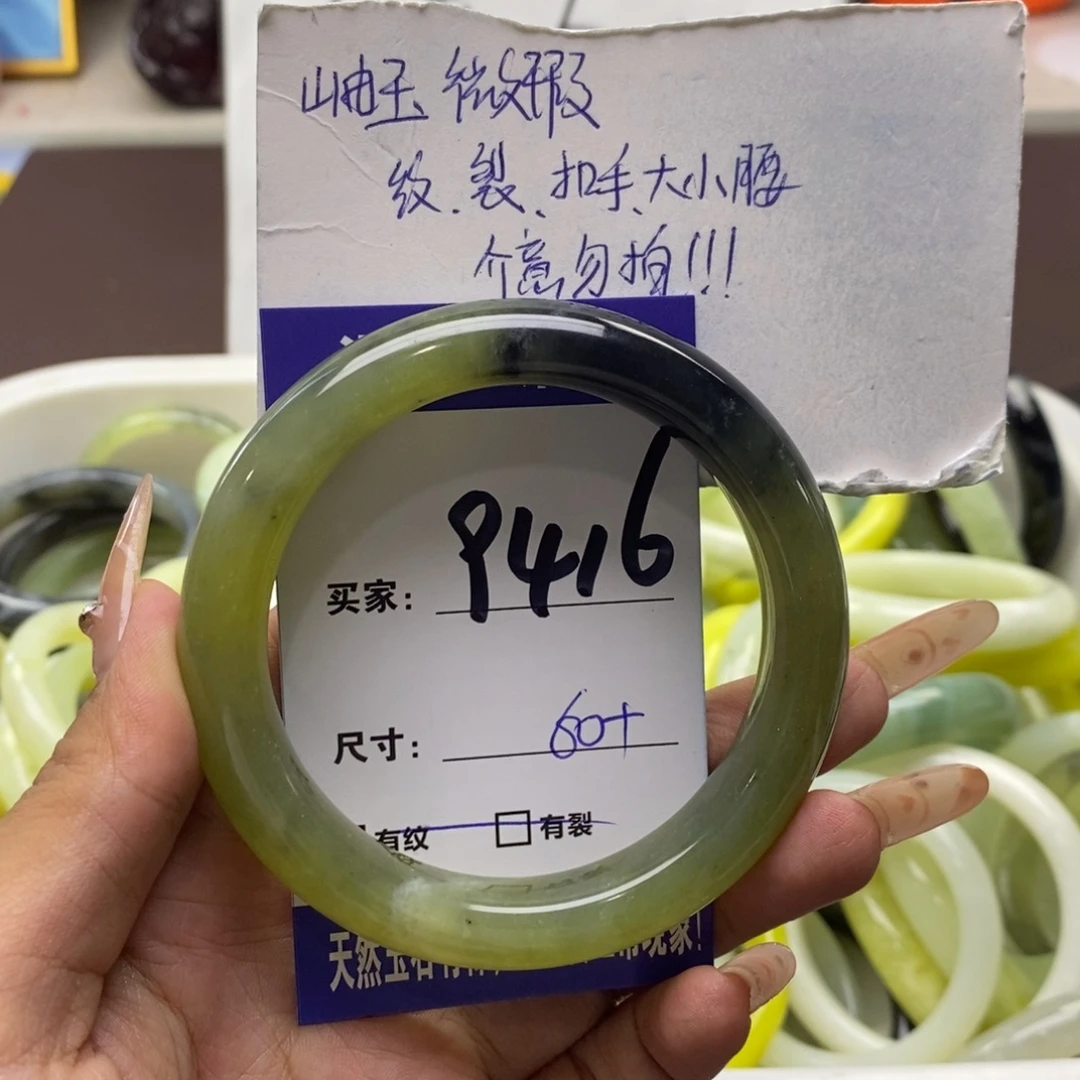 岫玉微瑕
纹、裂、扣手、大小腰
介意勿拍!!!
买家: 9416
尺寸: 60+
有纹 □有裂
天然玉石